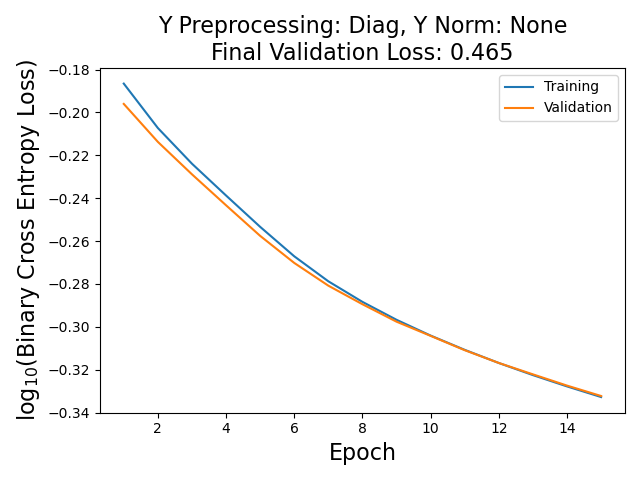 Y Preprocessing: Diag, Y Norm: None
Final Validation Loss: 0.465
Training
Validation
−0.18
−0.20
−0.22
−0.24
−0.26
−0.28
−0.30
−0.32
−0.34
log₁₀(Binary Cross Entropy Loss)
2 4 6 8 10 12 14
Epoch